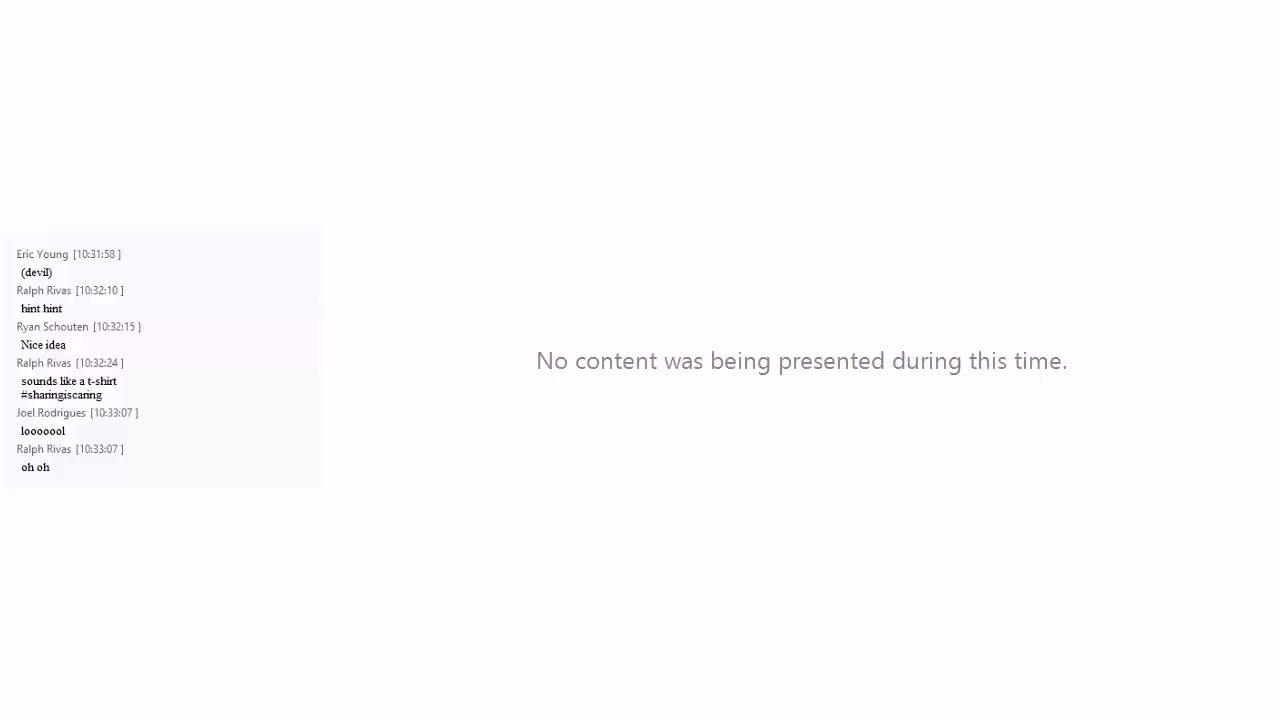 Eric Young [10:31:58 ]
(devil)
Ralph Rivas [10:32:10 ]
hint hint
Ryan Schouten [10:32:15 ]
Nice idea
Ralph Rivas [10:32:24 ]
sounds like a t-shirt
#sharingiscaring
Joel Rodrigues [10:33:07 ]
looooool
Ralph Rivas [10:33:07 ]
oh oh
No content was being presented during this time.